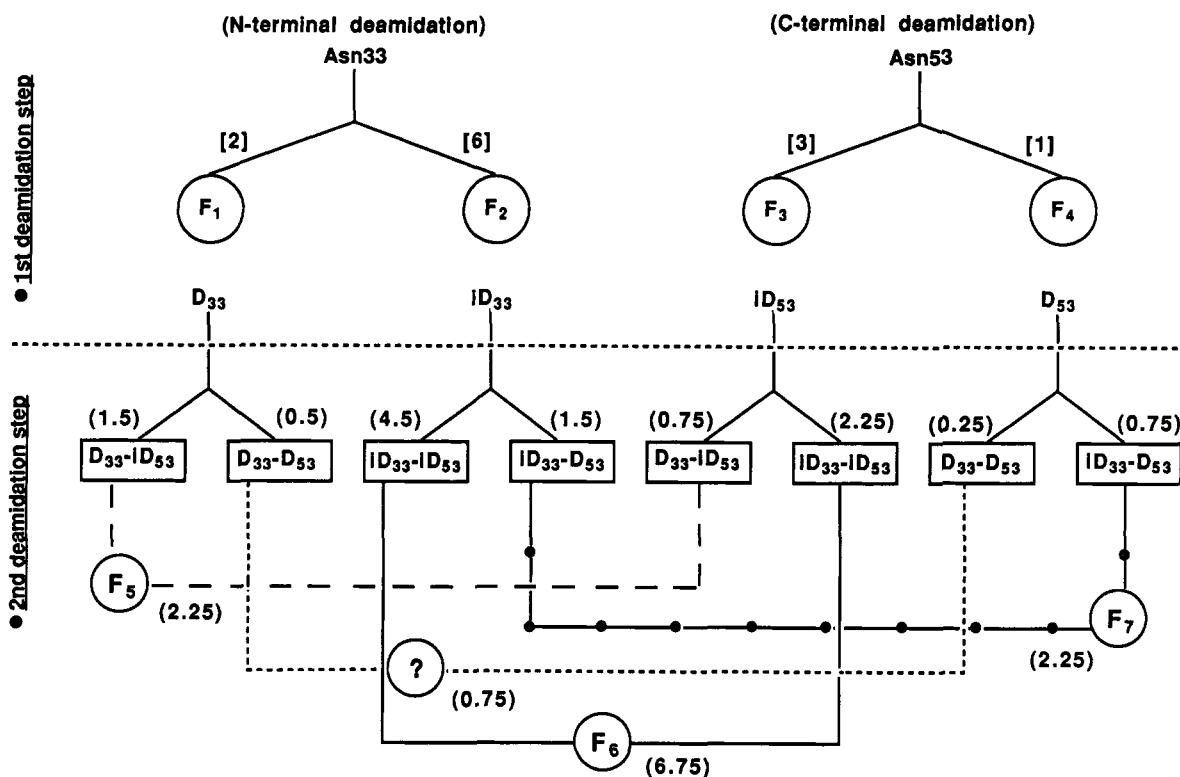 (N-terminal deamidation) (C-terminal deamidation)
Asn33 Asn53
● 1st deamidation step
[2] [6] [3] [1]
F1 F2 F3 F4
D33 iD33 iD53 D53
● 2nd deamidation step
(1.5) (0.5) (4.5) (1.5) (0.75) (2.25) (0.25) (0.75)
D33-iD53 D33-D53 iD33-iD53 iD33-D53 D33-iD53 iD33-iD53 D33-D53 iD33-D53
F5 (2.25)
F7 (2.25)
? (0.75)
F6 (6.75)